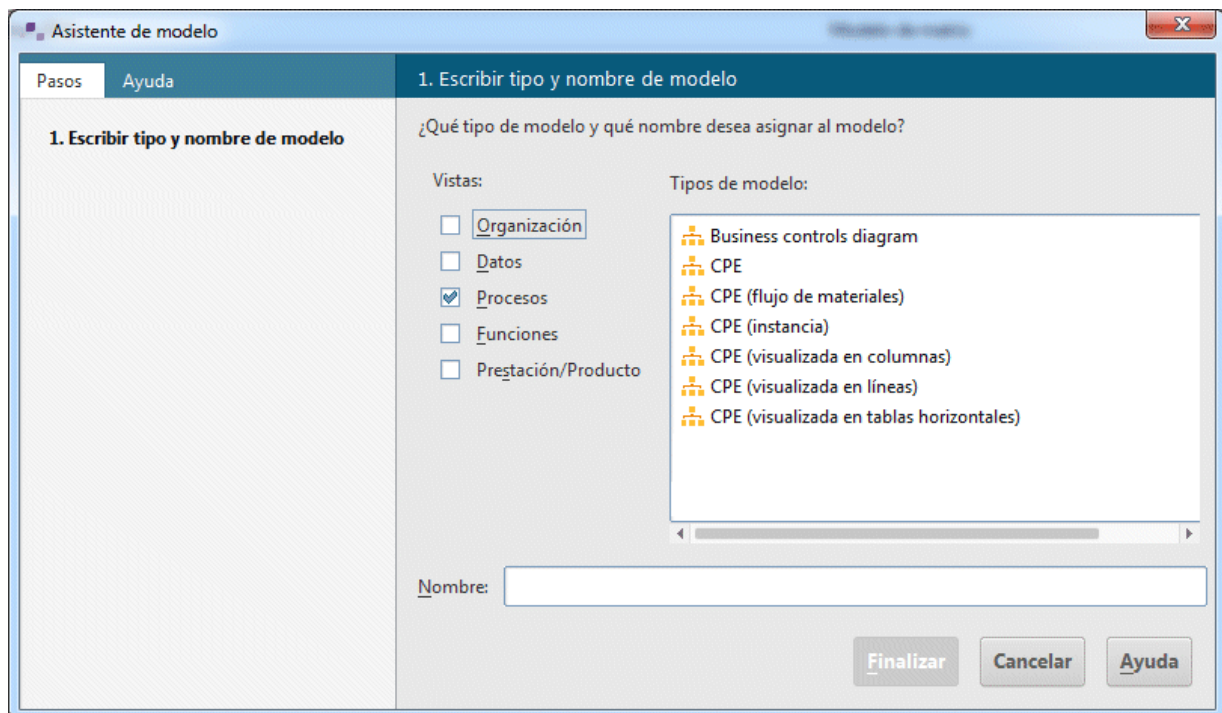 Asistente de modelo
Pasos
Ayuda
1. Escribir tipo y nombre de modelo
1. Escribir tipo y nombre de modelo
¿Qué tipo de modelo y qué nombre desea asignar al modelo?
Vistas:
Organización
Datos
Procesos
Funciones
Prestación/Producto
Tipos de modelo:
Business controls diagram
CPE
CPE (flujo de materiales)
CPE (instancia)
CPE (visualizada en columnas)
CPE (visualizada en líneas)
CPE (visualizada en tablas horizontales)
Nombre:
Finalizar
Cancelar
Ayuda